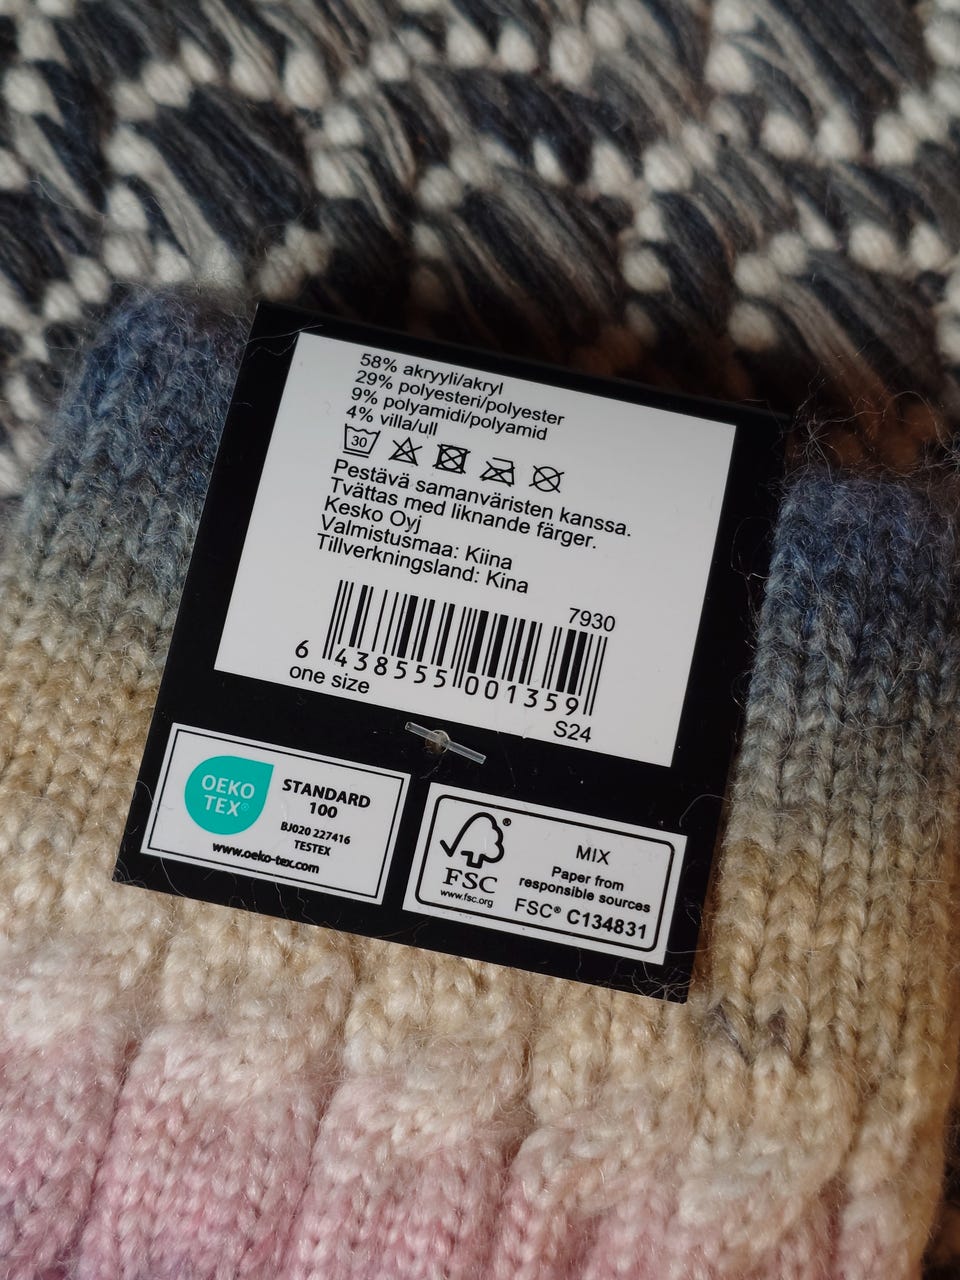 58% akryyli/akryl
29% polyesteri/polyester
9% polyamidi/polyamid
4% villa/ull
30
Pestävä samanväristen kanssa.
Tvättas med liknande färger.
Kesko Oyj
Valmistusmaa: Kiina
Tillverkningsland: Kina
7930
6 438555 001359
one size
S24
OEKO
TEX®
STANDARD
100
BJ020 227416
TESTEX
www.oeko-tex.com
®
FSC
www.fsc.org
MIX
Paper from
responsible sources
FSC® C134831